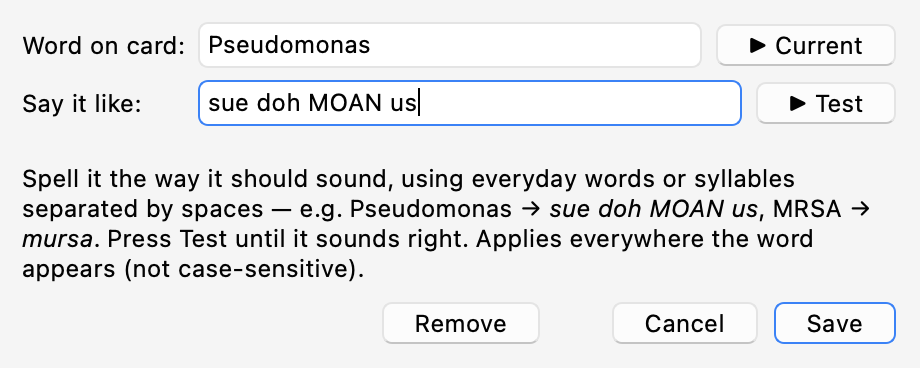 Word on card: Pseudomonas ▶ Current
Say it like: sue doh MOAN us ▶ Test
Spell it the way it should sound, using everyday words or syllables
separated by spaces — e.g. Pseudomonas → sue doh MOAN us, MRSA →
mursa. Press Test until it sounds right. Applies everywhere the word
appears (not case-sensitive).
Remove Cancel Save